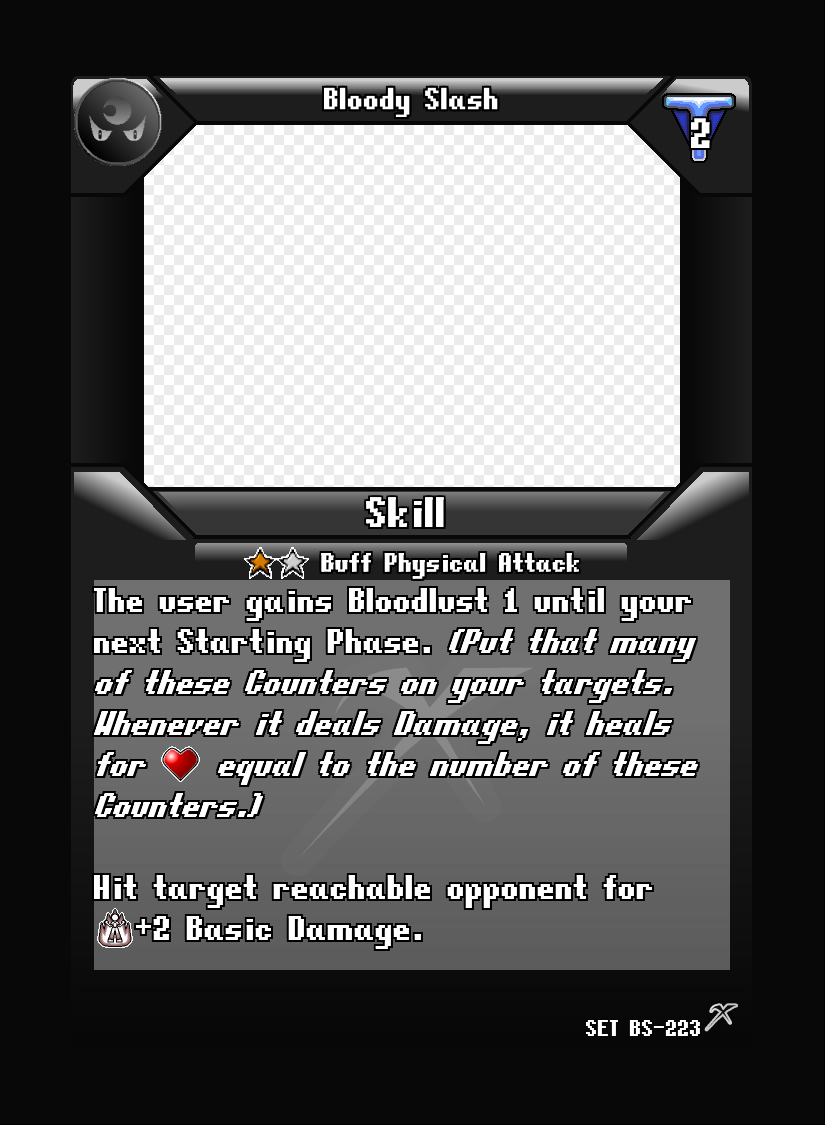 Bloody Slash
2
Skill
Buff Physical Attack
The user gains Bloodlust 1 until your
next Starting Phase. (Put that many
of these Counters on your targets.
Whenever it deals Damage, it heals
for equal to the number of these
Counters.)
Hit target reachable opponent for
A+2 Basic Damage.
SET BS-223